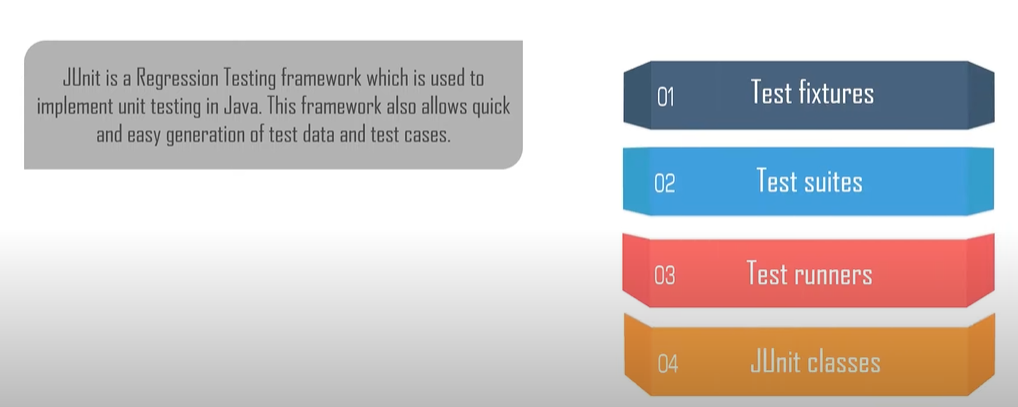 JUnit is a Regression Testing framework which is used to
implement unit testing in Java. This framework also allows quick
and easy generation of test data and test cases.
01 Test fixtures
02 Test suites
03 Test runners
04 JUnit classes